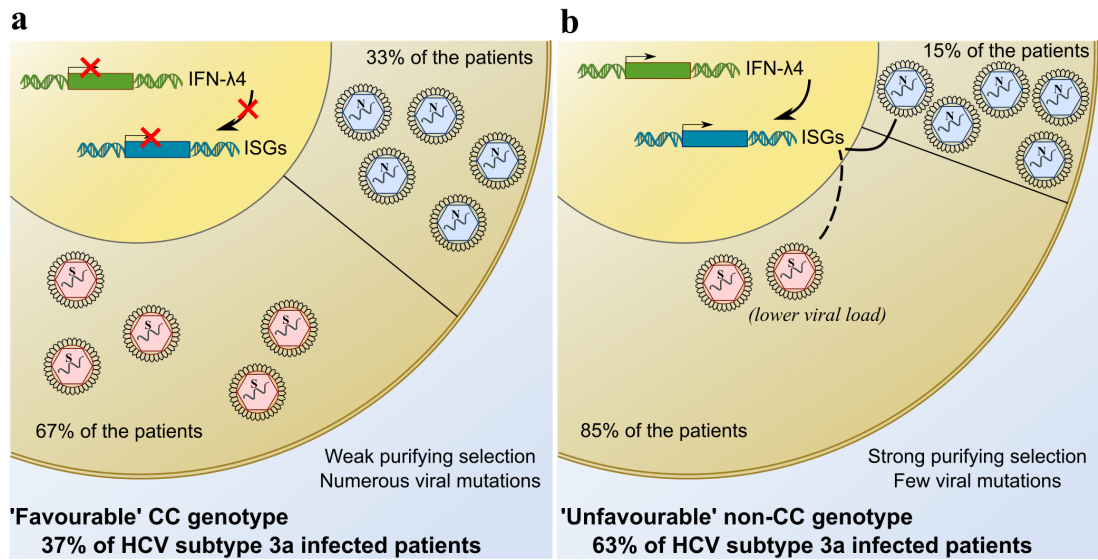 a
33% of the patients
IFN-λ4
ISGs
N
N
N
N
N
S
S
S
S
S
67% of the patients
Weak purifying selection
Numerous viral mutations
'Favourable' CC genotype
37% of HCV subtype 3a infected patients
b
15% of the patients
IFN-λ4
ISGs
N
N
N
N
N
S
S
(lower viral load)
85% of the patients
Strong purifying selection
Few viral mutations
'Unfavourable' non-CC genotype
63% of HCV subtype 3a infected patients